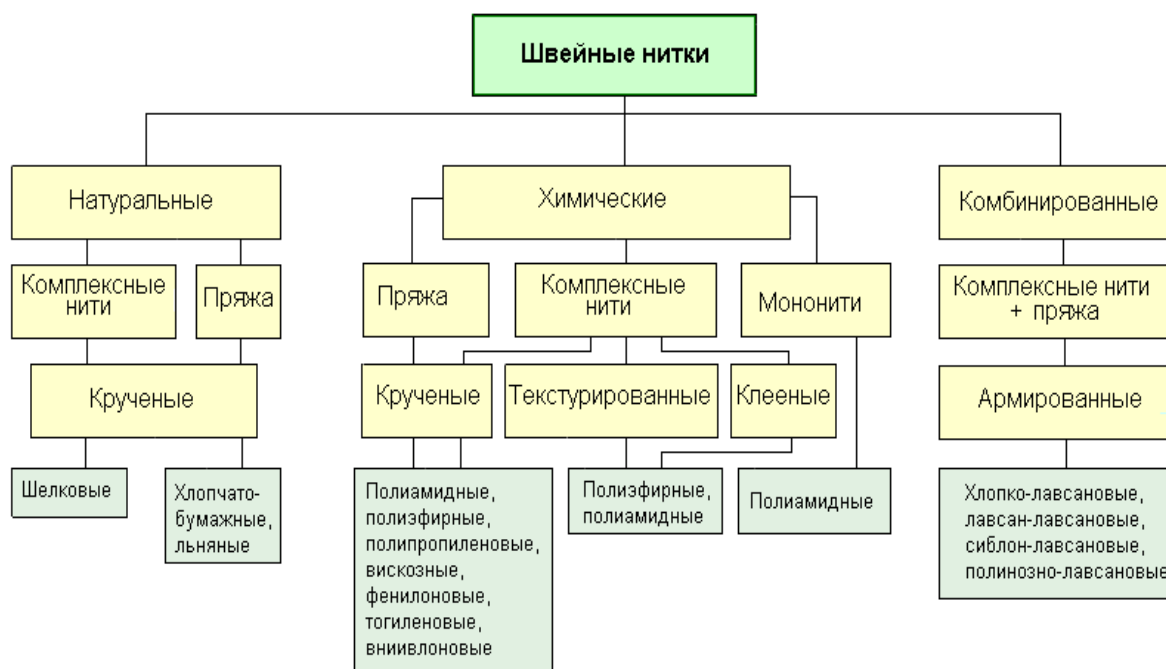 Швейные нитки
Натуральные
Химические
Комбинированные
Комплексные
нити
Пряжа
Пряжа
Комплексные
нити
Мононити
Комплексные нити
+ пряжа
Крученые
Крученые
Текстурированные
Клееные
Армированные
Шелковые
Хлопчато-
бумажные,
льняные
Полиамидные,
полиэфирные,
полипропиленовые,
вискозные,
фенилоновые,
тогиленовые,
вниивлоновые
Полиэфирные,
полиамидные
Полиамидные
Хлопко-лавсановые,
лавсан-лавсановые,
сиблон-лавсановые,
полинозно-лавсановые